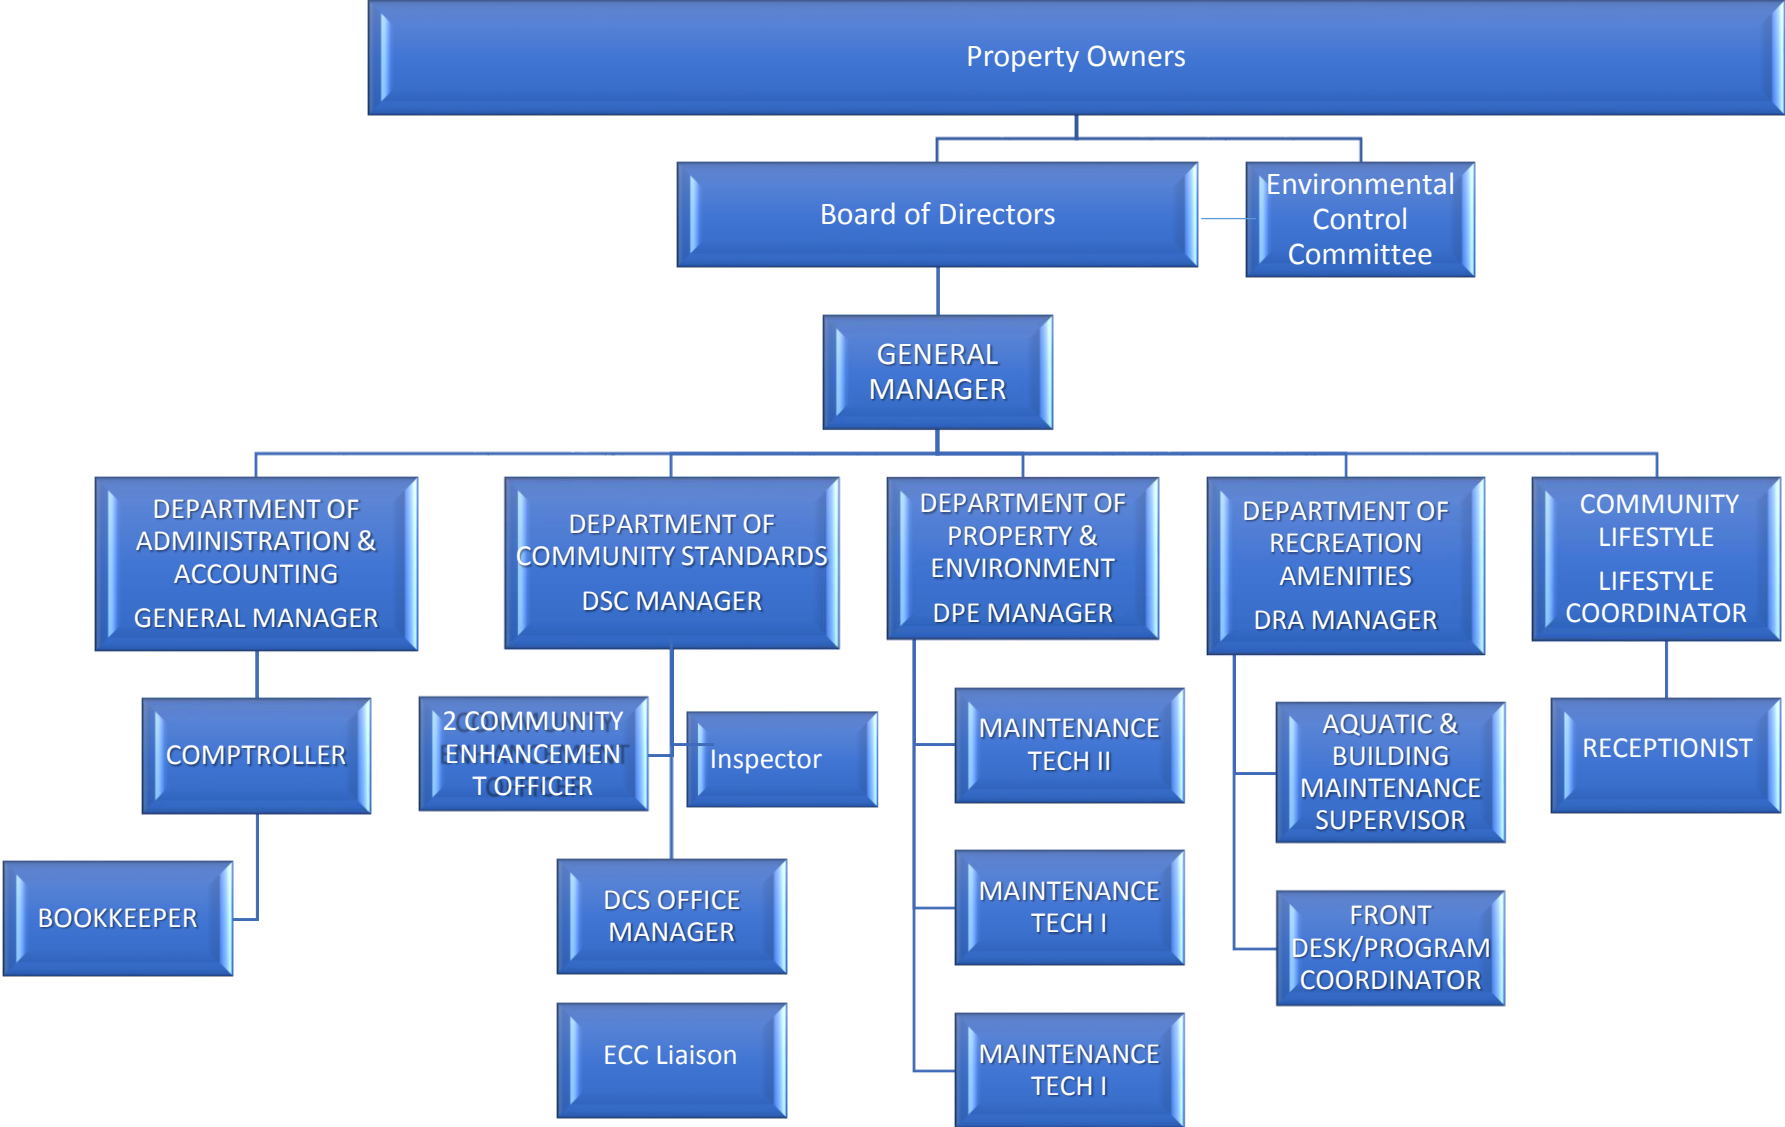 Property Owners
Board of Directors
Environmental
Control
Committee
GENERAL
MANAGER
DEPARTMENT OF
ADMINISTRATION &
ACCOUNTING
GENERAL MANAGER
DEPARTMENT OF
COMMUNITY STANDARDS
DSC MANAGER
DEPARTMENT OF
PROPERTY &
ENVIRONMENT
DPE MANAGER
DEPARTMENT OF
RECREATION
AMENITIES
DRA MANAGER
COMMUNITY
LIFESTYLE
LIFESTYLE
COORDINATOR
COMPTROLLER
2 COMMUNITY
ENHANCEMEN
T OFFICER
Inspector
MAINTENANCE
TECH II
AQUATIC &
BUILDING
MAINTENANCE
SUPERVISOR
RECEPTIONIST
BOOKKEEPER
DCS OFFICE
MANAGER
MAINTENANCE
TECH I
FRONT
DESK/PROGRAM
COORDINATOR
ECC Liaison
MAINTENANCE
TECH I